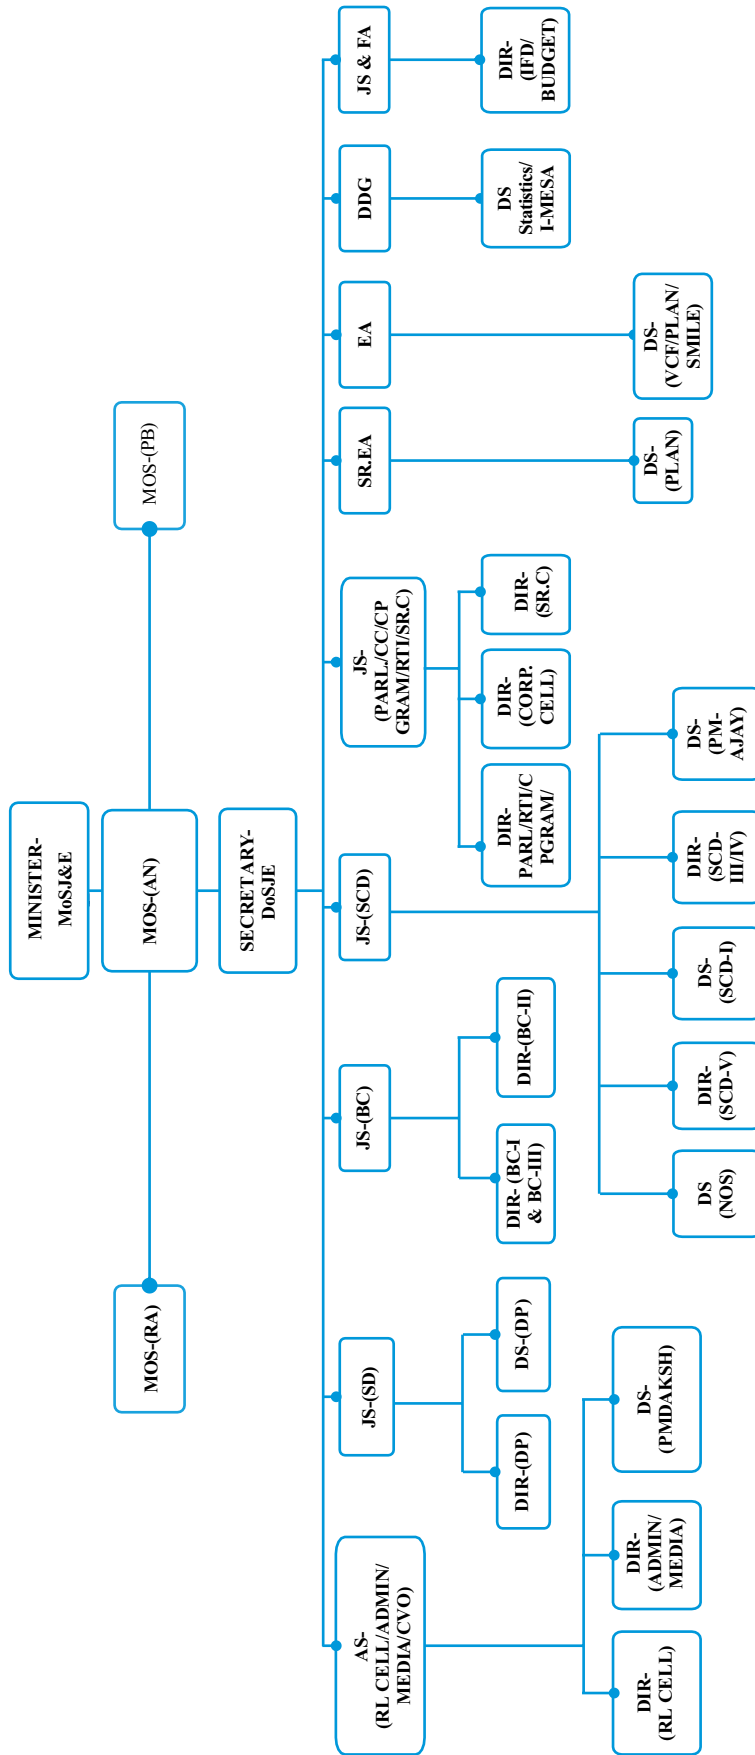 MINISTER-
MoSJ&E
MOS-(RA)
MOS-(AN)
MOS-(PB)
SECRETARY-
DoSJE
AS-
(RL CELL/ADMIN/
MEDIA/CVO)
JS-(SD)
JS-(BC)
JS-(SCD)
JS-
(PARL./CC/CP
GRAM/RTI/SR.C)
SR.EA
EA
DDG
JS & FA
DIR-(DP)
DS-(DP)
DIR- (BC-I
& BC-III)
DIR-(BC-II)
DIR-
PARL/RTI/C
PGRAM/
DIR-
(CORP.
CELL)
DIR-
(SR.C)
DS
Statistics/
I-MESA
DIR-
(IFD/
BUDGET)
DIR-
(RL CELL)
DIR-
(ADMIN/
MEDIA)
DS-
(PMDAKSH)
DS-
(PLAN)
DS-
(VCF/PLAN/
SMILE)
DS
(NOS)
DIR-
(SCD-V)
DS-
(SCD-I)
DIR-
(SCD-
III/IV)
DS-
(PM-
AJAY)